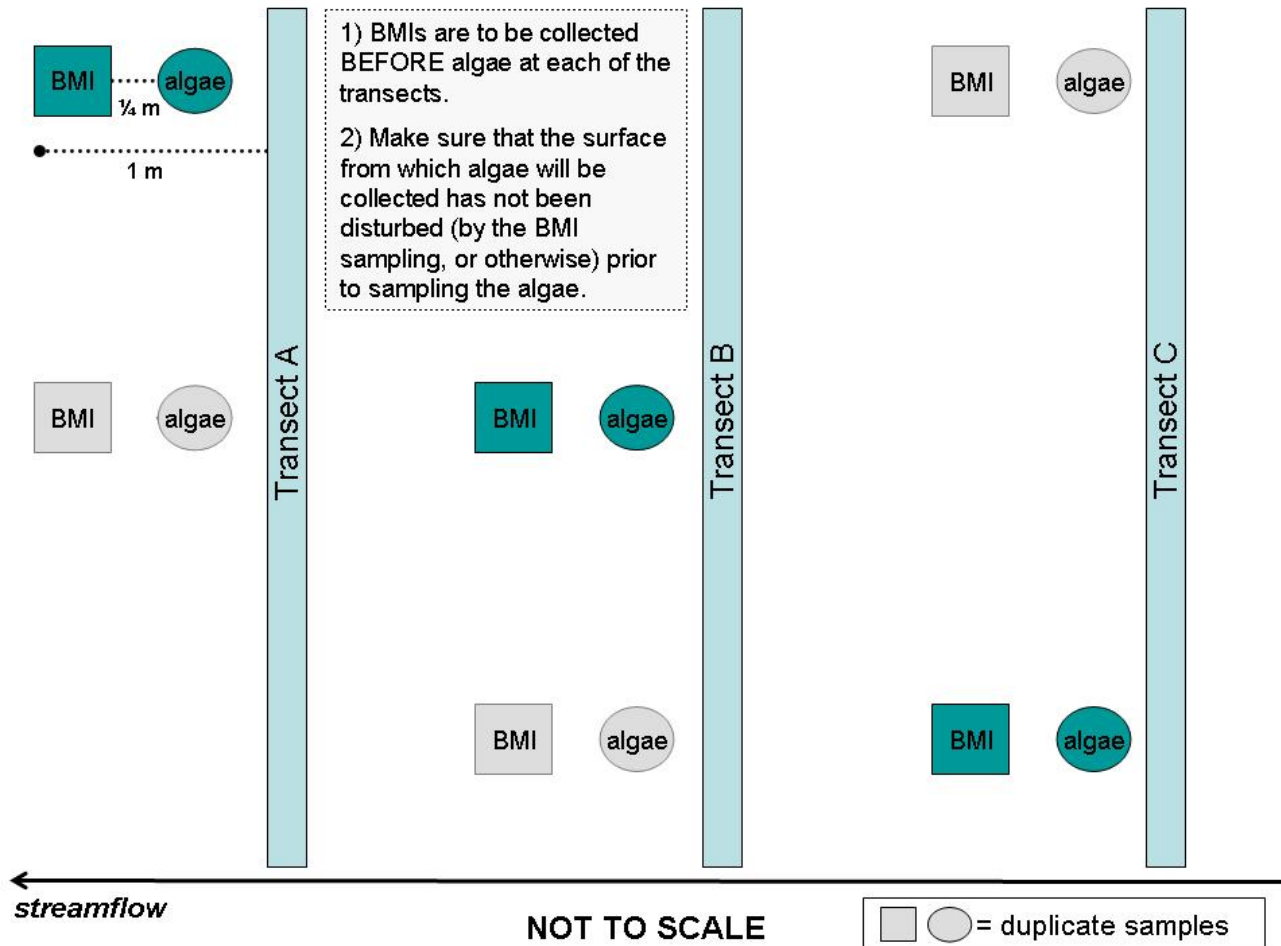 BMI
algae
¼ m
1 m
Transect A
1) BMIs are to be collected
BEFORE algae at each of the
transects.
2) Make sure that the surface
from which algae will be
collected has not been
disturbed (by the BMI
sampling, or otherwise) prior
to sampling the algae.
BMI
algae
BMI
algae
BMI
algae
Transect B
Transect C
BMI
algae
BMI
algae
streamflow
NOT TO SCALE
= duplicate samples